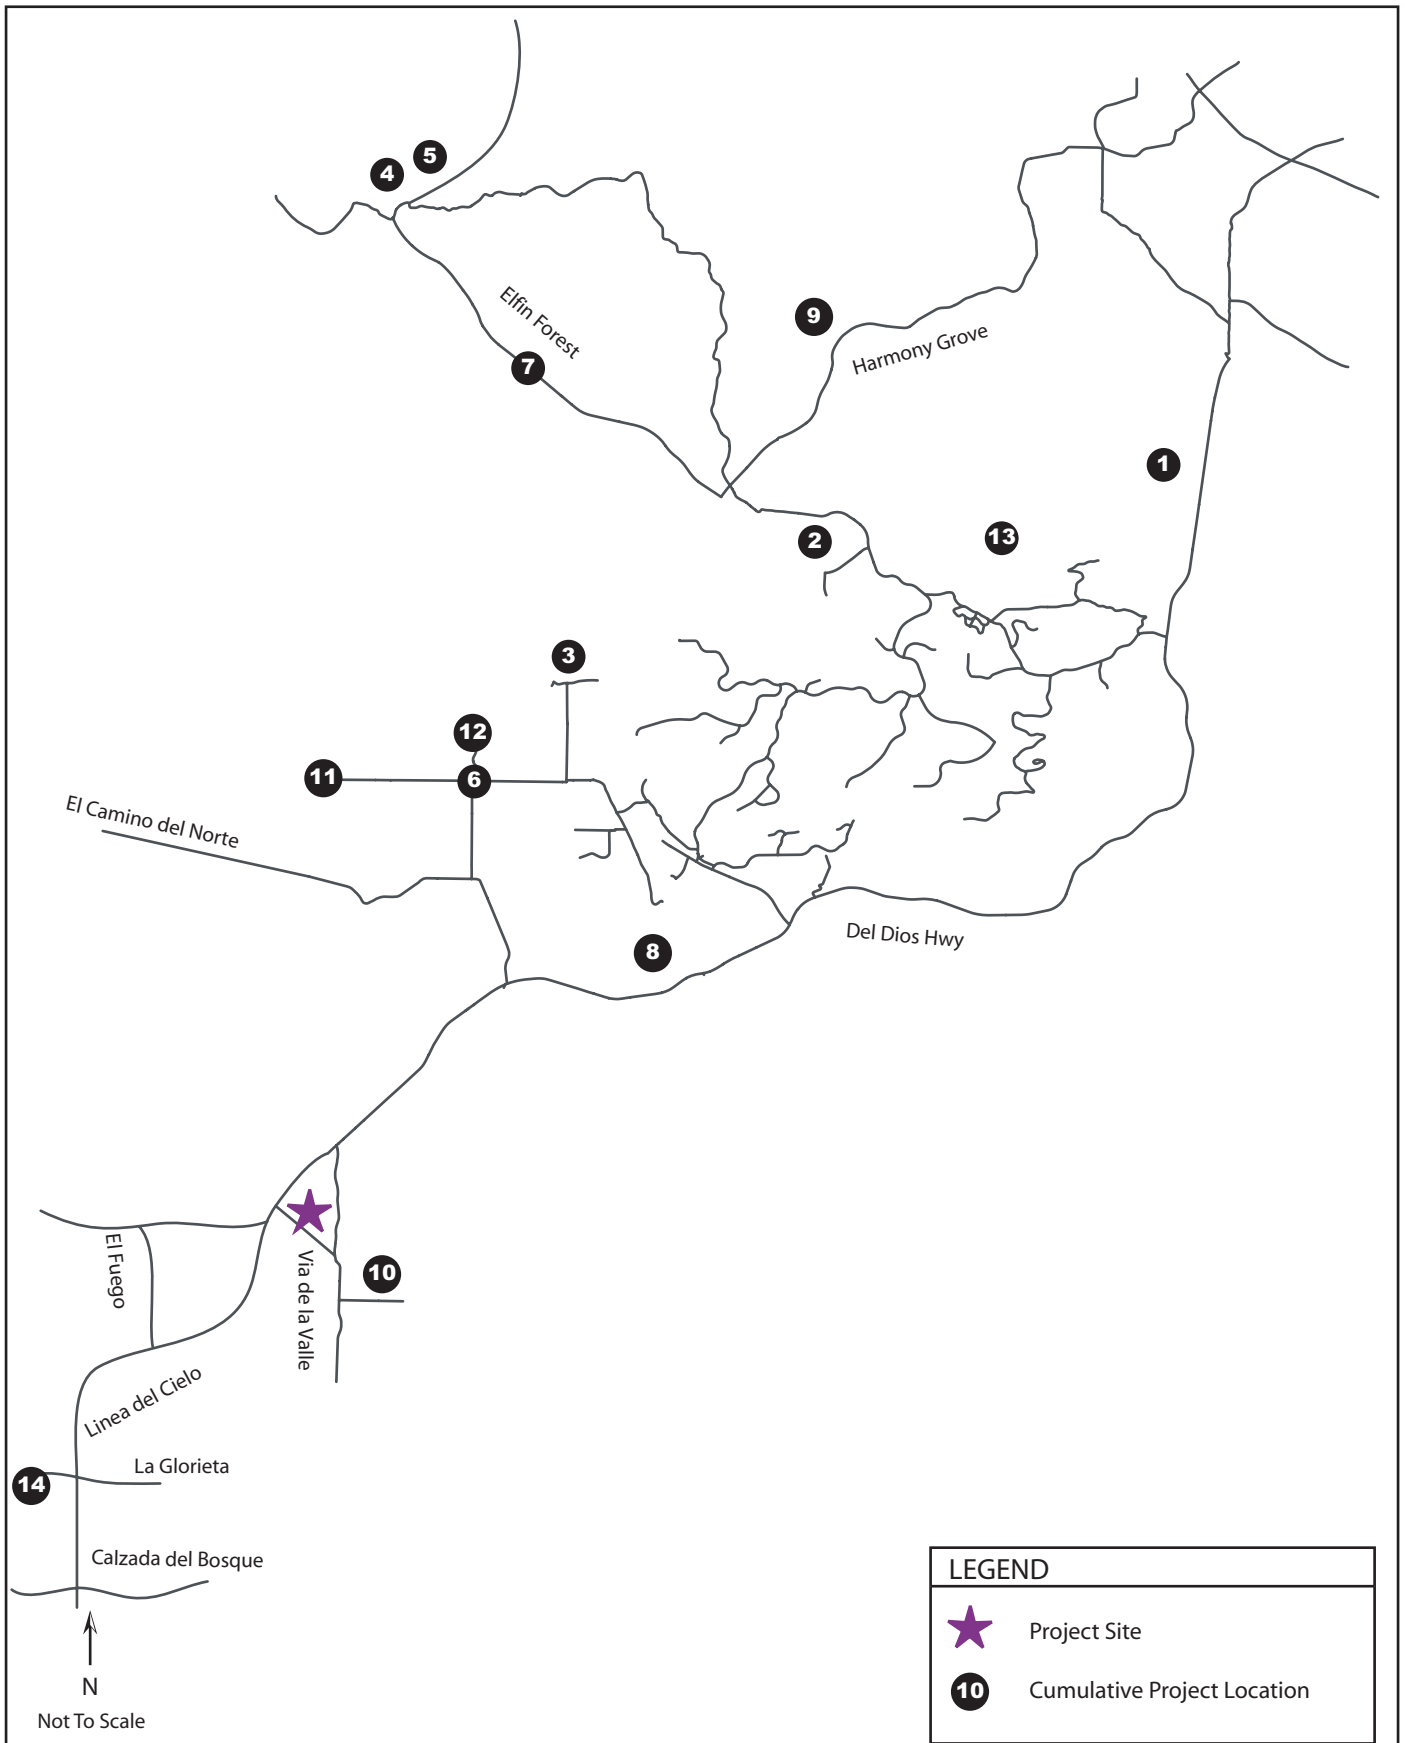 5
4
9
Elfin Forest
Harmony Grove
7
1
13
2
3
12
11
6
El Camino del Norte
8
Del Dios Hwy
El Fuego
Via de la Valle
10
Linea del Cielo
La Glorieta
14
Calzada del Bosque
N
Not To Scale
LEGEND
Project Site
10 Cumulative Project Location